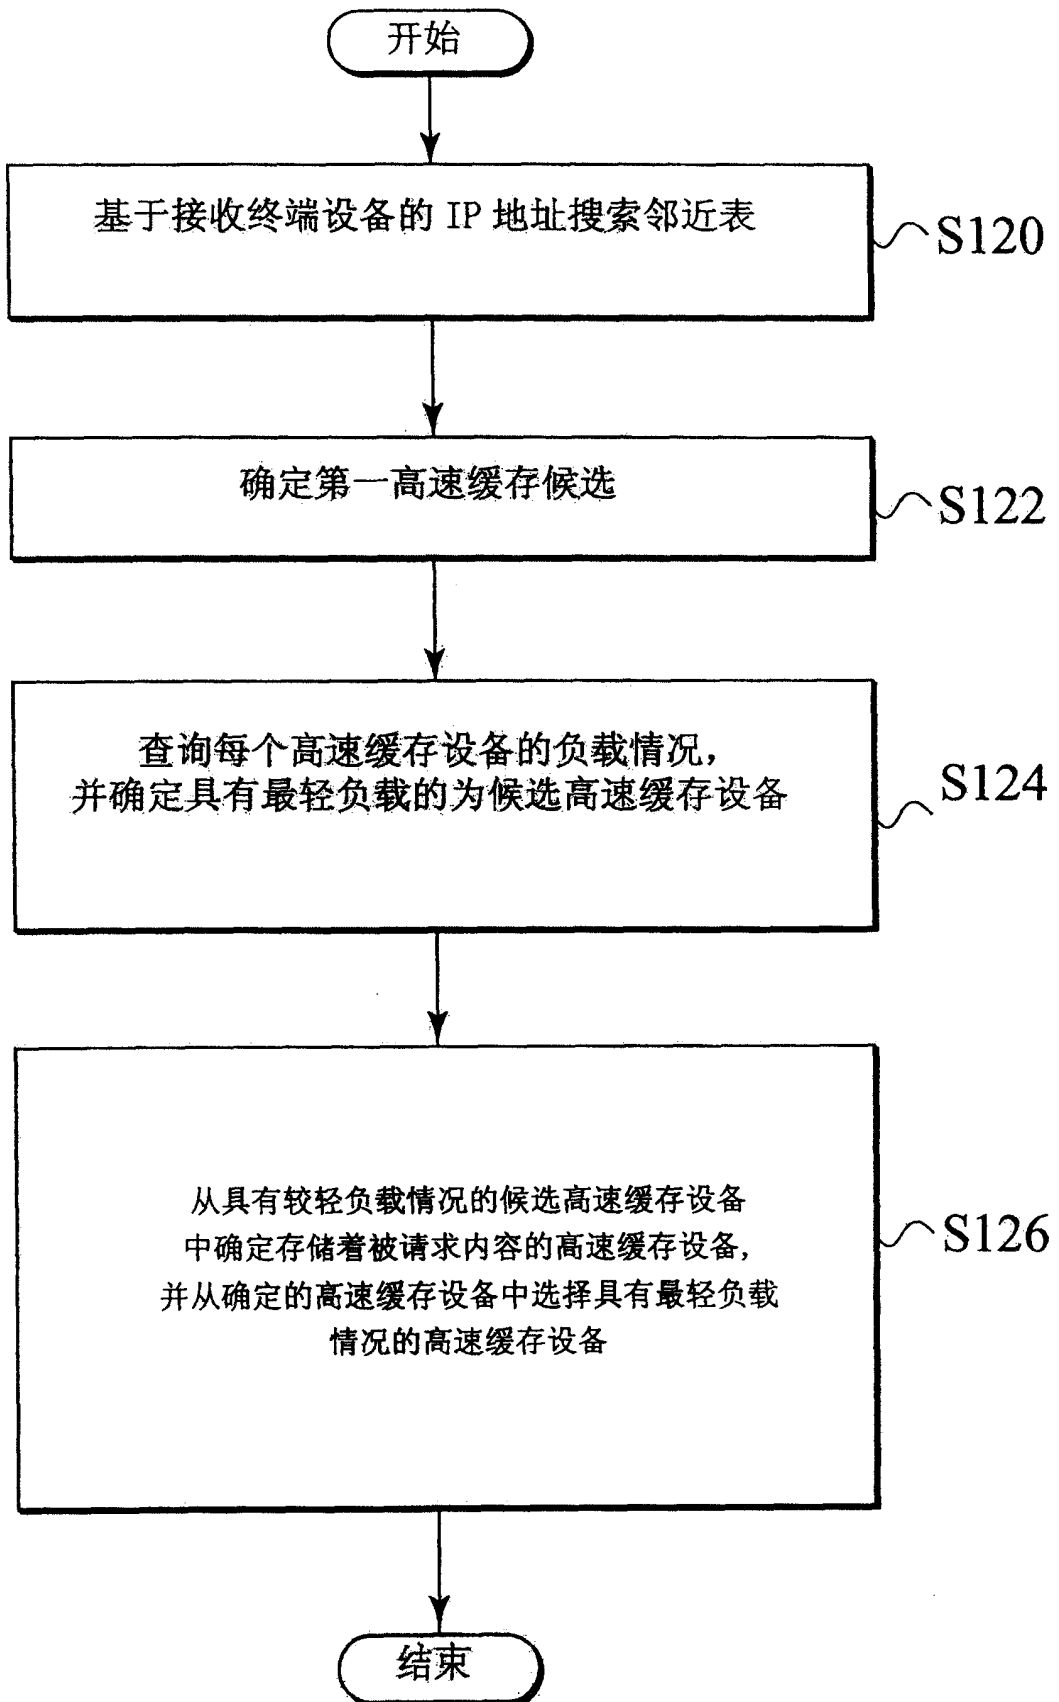 开始
基于接收终端设备的 IP 地址搜索邻近表
S120
确定第一高速缓存候选
S122
查询每个高速缓存设备的负载情况，
并确定具有最轻负载的为候选高速缓存设备
S124
从具有较轻负载情况的候选高速缓存设备
中确定存储着被请求内容的高速缓存设备，
并从确定的高速缓存设备中选择具有最轻负载
情况的高速缓存设备
S126
结束